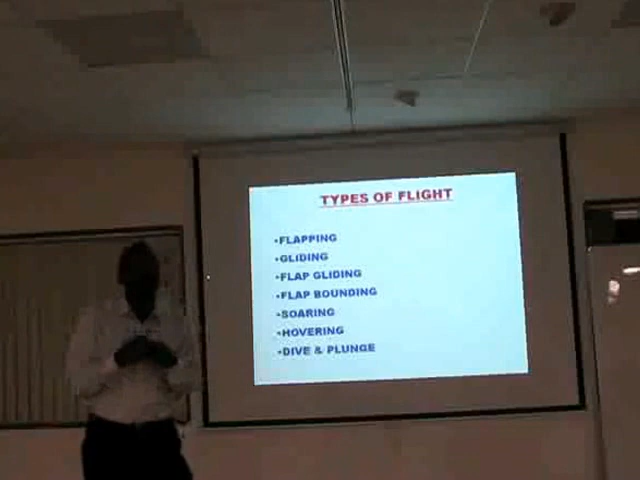 TYPES OF FLIGHT
•FLAPPING
•GLIDING
•FLAP GLIDING
•FLAP BOUNDING
•SOARING
•HOVERING
•DIVE & PLUNGE